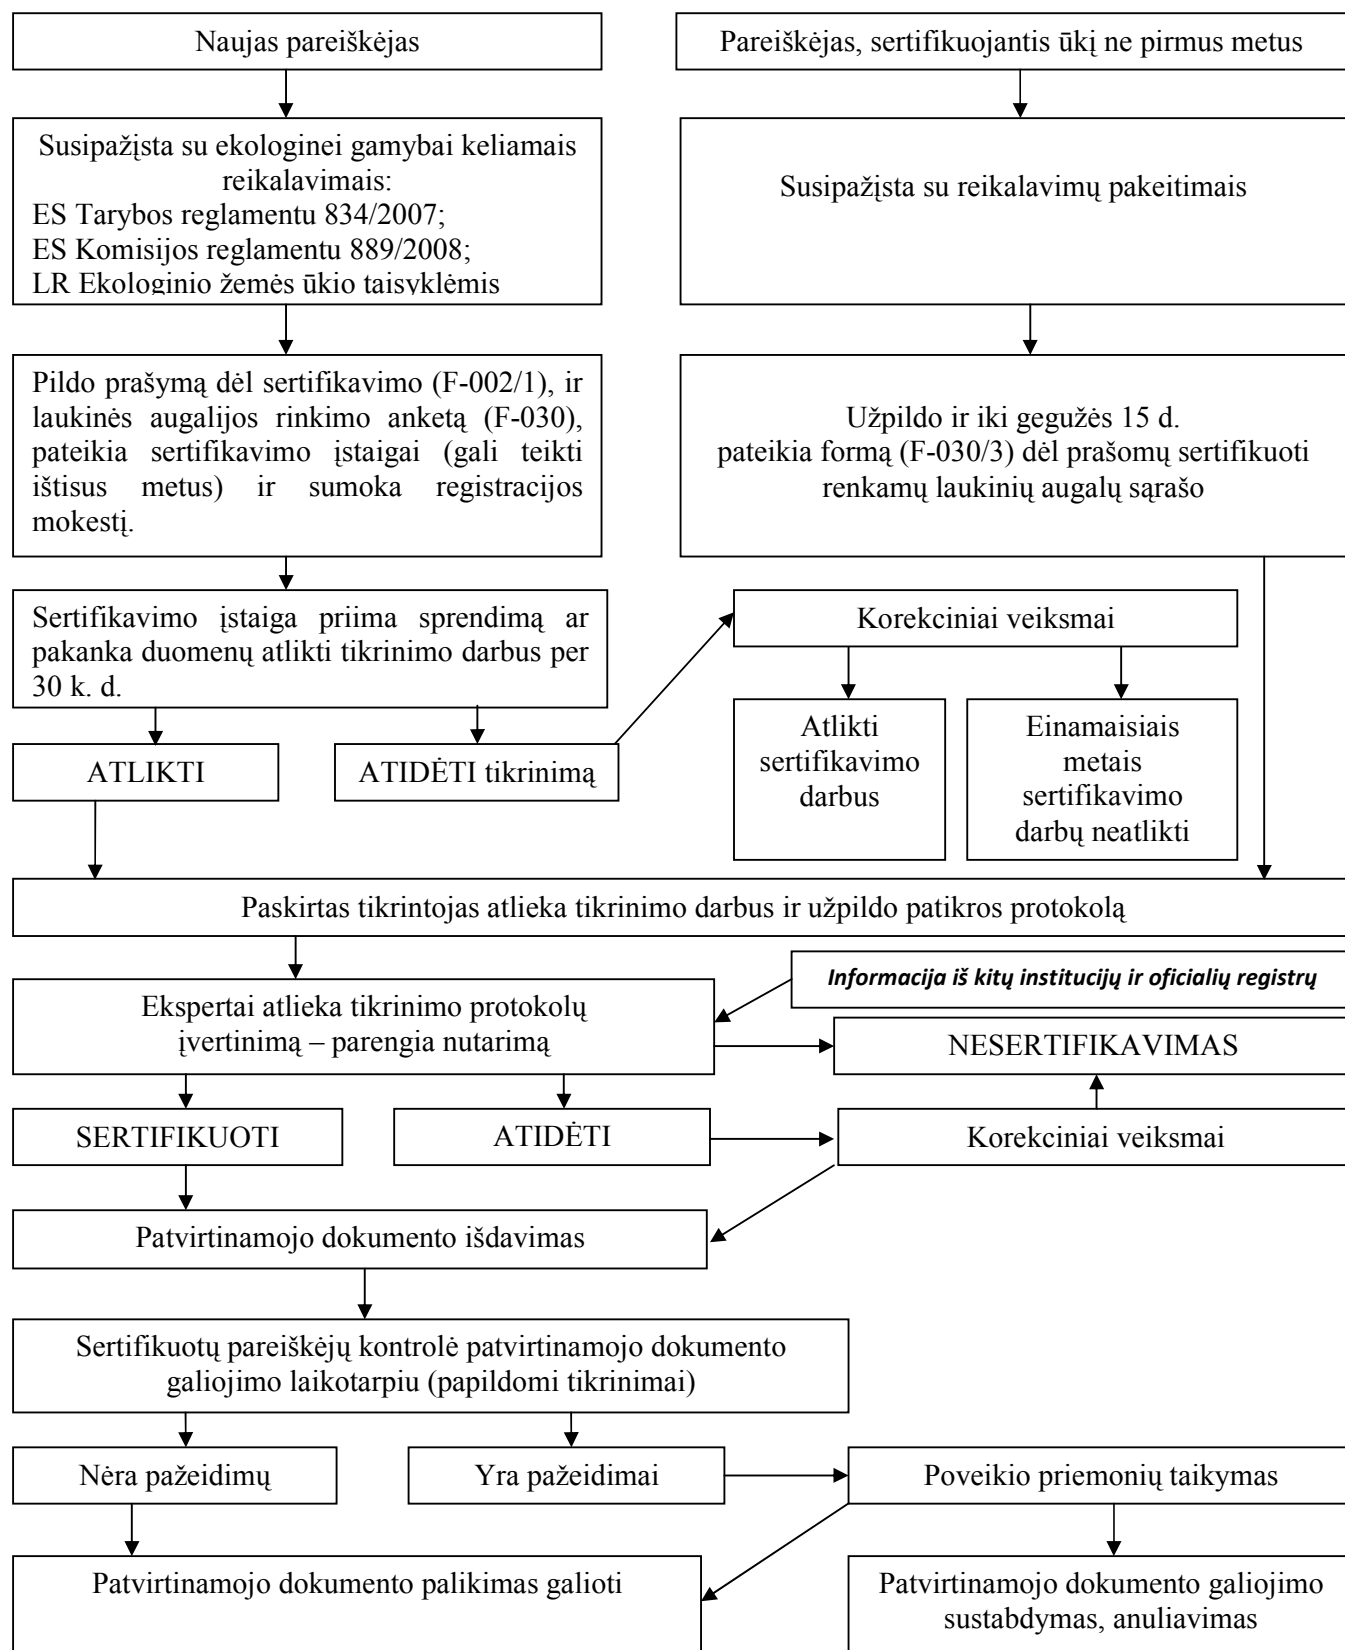 Naujas pareiškėjas
Pareiškėjas, sertifikuojantis ūkį ne pirmus metus
Susipažįsta su ekologinei gamybai keliamais
reikalavimais:
ES Tarybos reglamentu 834/2007;
ES Komisijos reglamentu 889/2008;
LR Ekologinio žemės ūkio taisyklėmis
Susipažįsta su reikalavimų pakeitimais
Pildo prašymą dėl sertifikavimo (F-002/1), ir
laukinės augalijos rinkimo anketą (F-030),
pateikia sertifikavimo įstaigai (gali teikti
ištisus metus) ir sumoka registracijos
mokestį.
Užpildo ir iki gegužės 15 d.
pateikia formą (F-030/3) dėl prašomų sertifikuoti
renkamų laukinių augalų sąrašo
Sertifikavimo įstaiga priima sprendimą ar
pakanka duomenų atlikti tikrinimo darbus per
30 k. d.
Korekciniai veiksmai
ATLIKTI
ATIDĖTI tikrinimą
Atlikti
sertifikavimo
darbus
Einamaisiais
metais
sertifikavimo
darbų neatlikti
Paskirtas tikrintojas atlieka tikrinimo darbus ir užpildo patikros protokolą
Informacija iš kitų institucijų ir oficialių registrų
Ekspertai atlieka tikrinimo protokolų
įvertinimą – parengia nutarimą
NESERTIFIKAVIMAS
SERTIFIKUOTI
ATIDĖTI
Korekciniai veiksmai
Patvirtinamojo dokumento išdavimas
Sertifikuotų pareiškėjų kontrolė patvirtinamojo dokumento
galiojimo laikotarpiu (papildomi tikrinimai)
Nėra pažeidimų
Yra pažeidimai
Poveikio priemonių taikymas
Patvirtinamojo dokumento palikimas galioti
Patvirtinamojo dokumento galiojimo
sustabdymas, anuliavimas